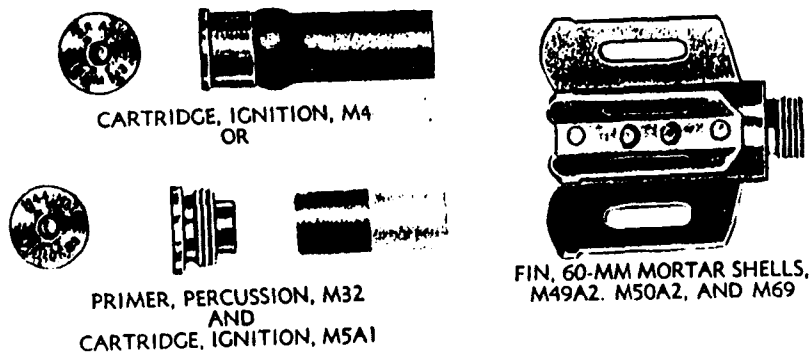 CARTRIDGE, IGNITION, M4
OR
PRIMER, PERCUSSION, M32
AND
CARTRIDGE, IGNITION, M5A1
FIN, 60-MM MORTAR SHELLS,
M49A2. M50A2, AND M69